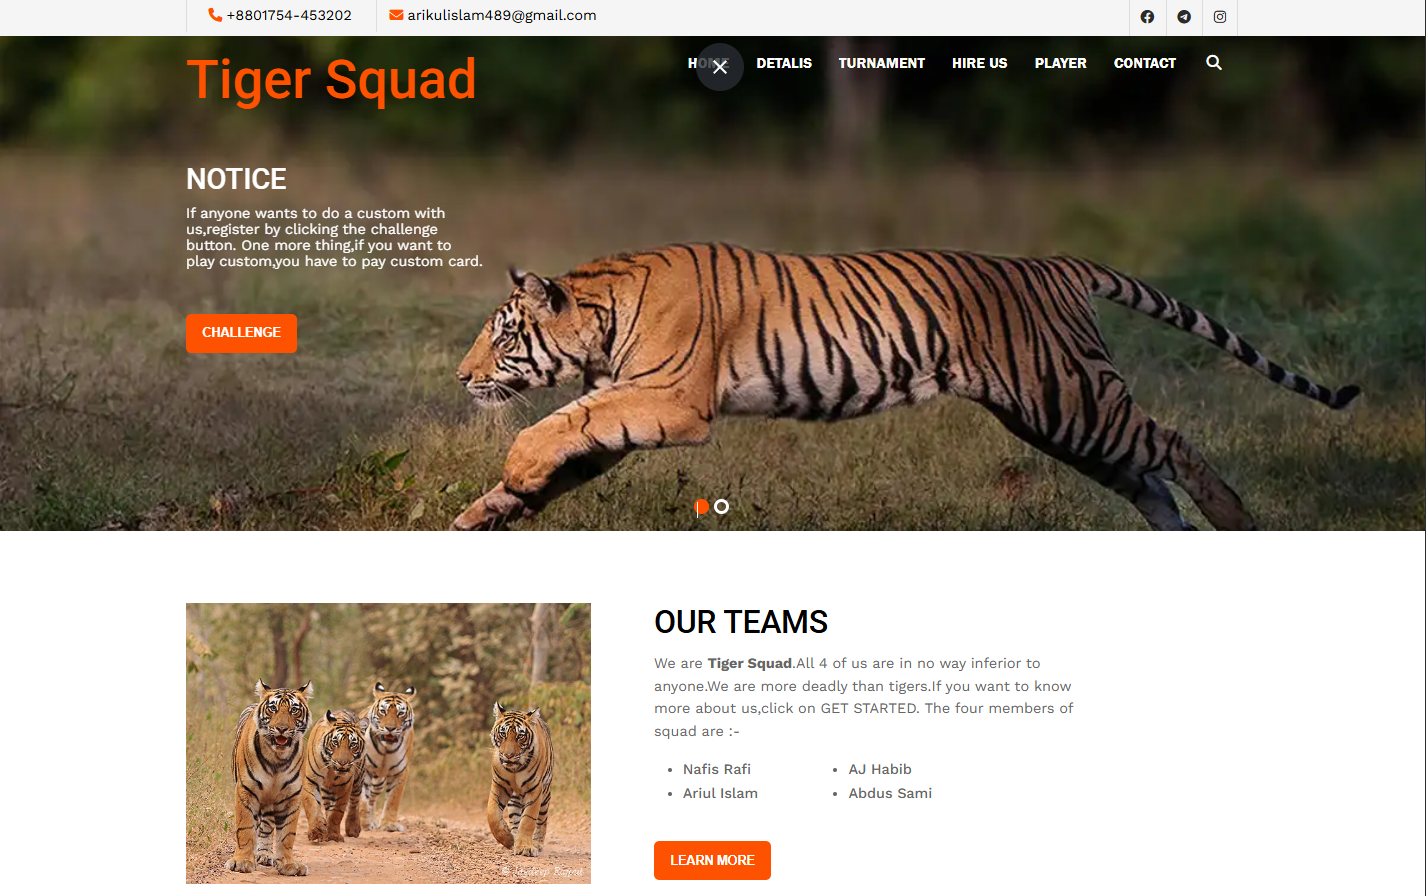 +8801754-453202
arikulislam489@gmail.com
Tiger Squad
HOME DETALIS TURNAMENT HIRE US PLAYER CONTACT
NOTICE
If anyone wants to do a custom with
us,register by clicking the challenge
button. One more thing,if you want to
play custom,you have to pay custom card.
CHALLENGE
OUR TEAMS
We are Tiger Squad.All 4 of us are in no way inferior to
anyone.We are more deadly than tigers.If you want to know
more about us,click on GET STARTED. The four members of
squad are :-
Nafis Rafi
Ariul Islam
AJ Habib
Abdus Sami
LEARN MORE